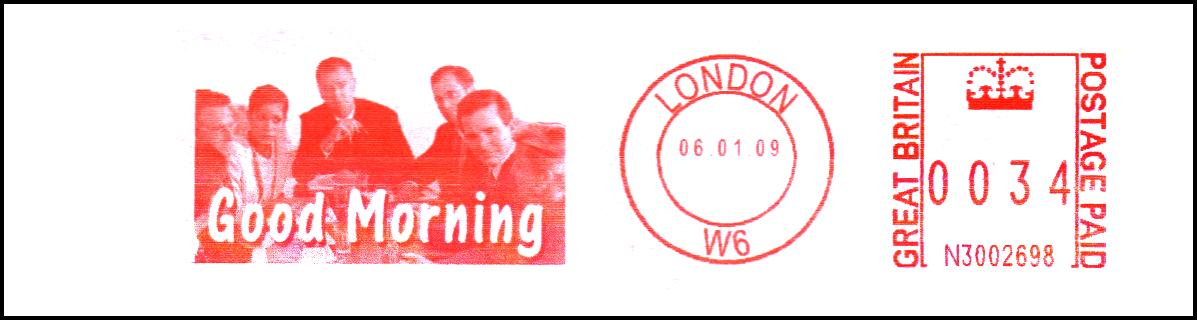 Good Morning
LONDON
06.01.09
W6
GREAT BRITAIN
0034
N3002698
POSTAGE PAID